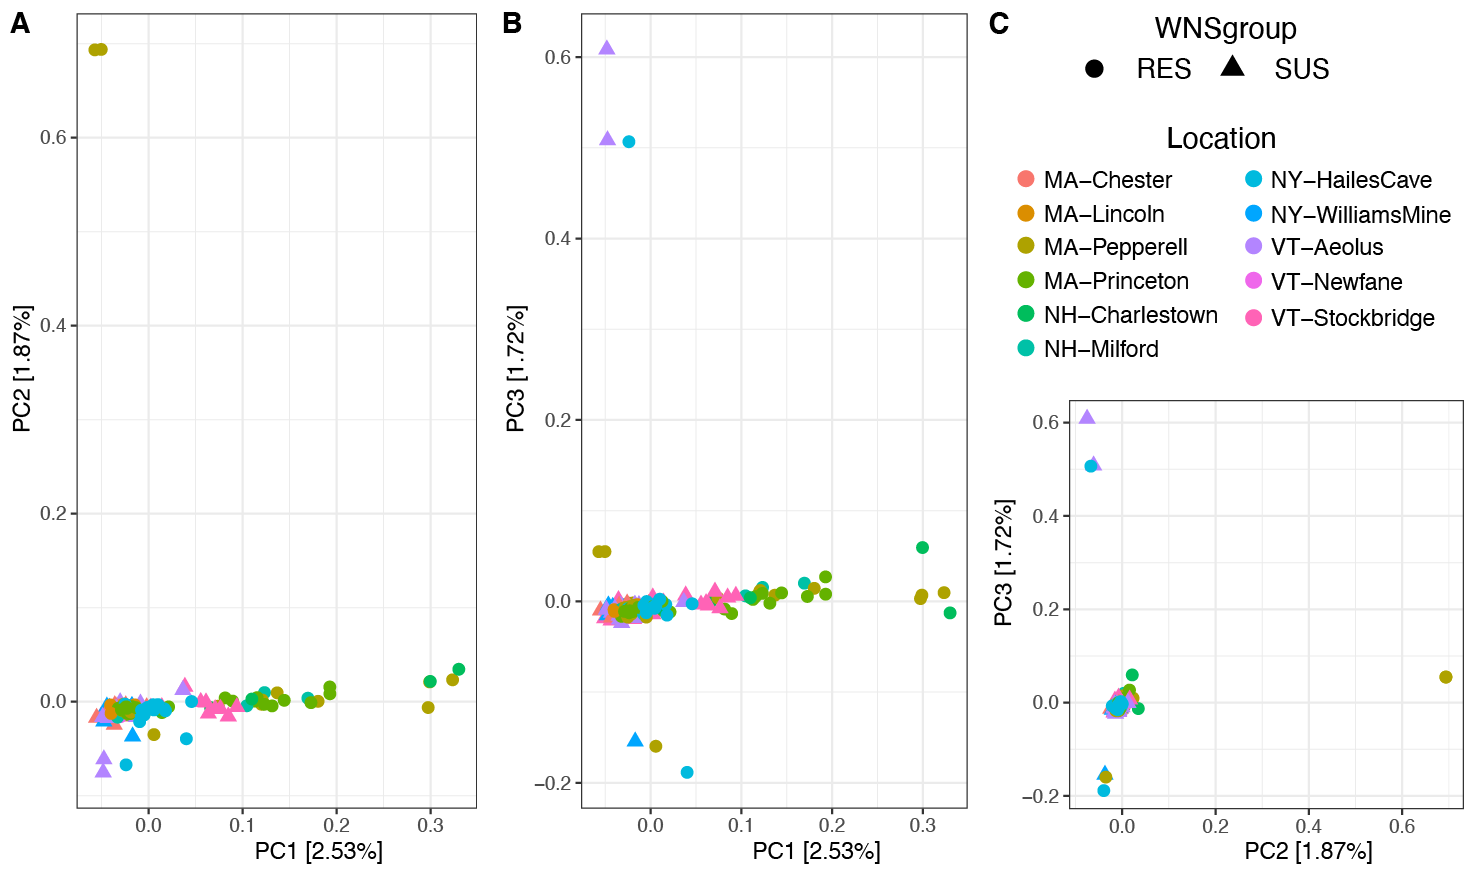 A
PC2 [1.87%]
0.6
0.4
0.2
0.0
0.0 0.1 0.2 0.3
PC1 [2.53%]
B
PC3 [1.72%]
0.6
0.4
0.2
0.0
−0.2
0.0 0.1 0.2 0.3
PC1 [2.53%]
C
WNSgroup
RES SUS
Location
MA−Chester
MA−Lincoln
MA−Pepperell
MA−Princeton
NH−Charlestown
NH−Milford
NY−HailesCave
NY−WilliamsMine
VT−Aeolus
VT−Newfane
VT−Stockbridge
PC3 [1.72%]
0.6
0.4
0.2
0.0
−0.2
0.0 0.2 0.4 0.6
PC2 [1.87%]